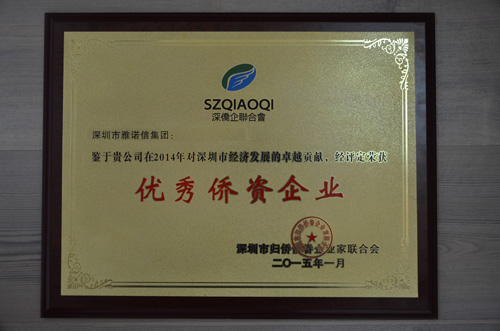 SZQIAOQI
深僑企聯合會
深圳市雅诺信集团：
鉴于贵公司在2014年对深圳市经济发展的卓越贡献，经评定荣获
优秀侨资企业
深圳市归侨侨眷企业家联合会
二〇一五年一月